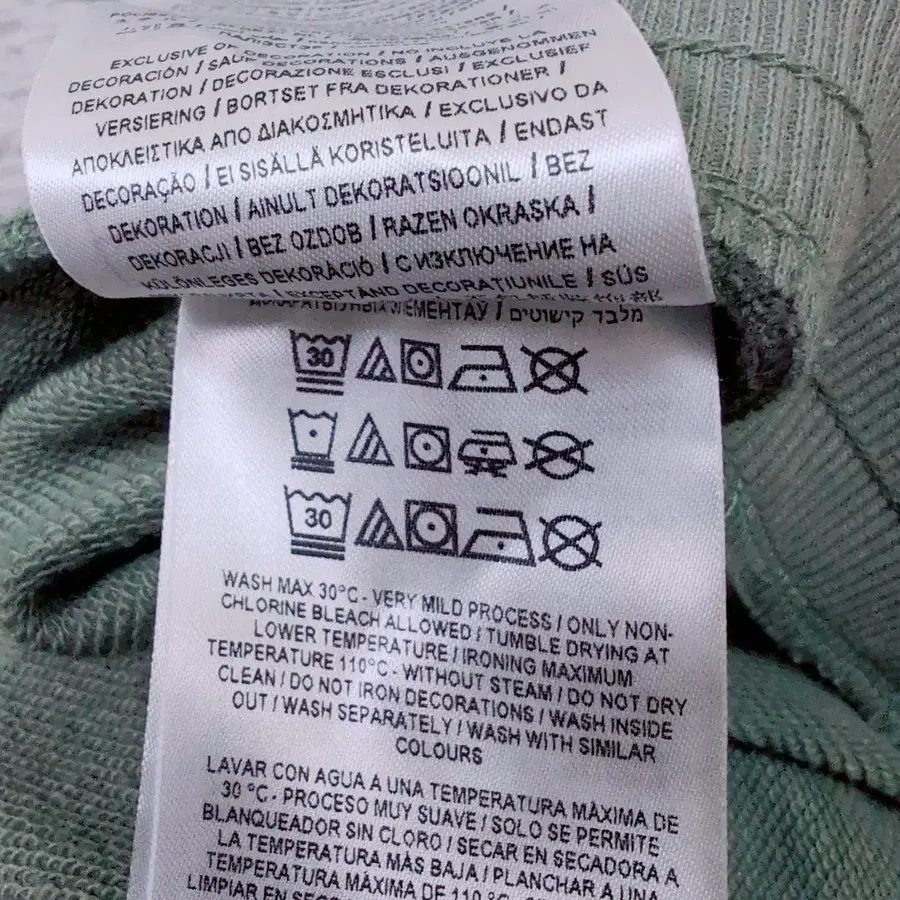 EXCLUSIVE OF DECORATION / NO INCLUYE LA
DECORACIÓN / SAUF DECORATIONS / AUSGENOMMEN
DEKORATION / DECORAZIONE ESCLUSI / EXCLUSIEF
VERSIERING / BORTSET FRA DEKORATIONER /
ΑΠΟΚΛΕΙΣΤΙΚΑ ΑΠΟ ΔΙΑΚΟΣΜΗΤΙΚΑ / EXCLUSIVO DA
DECORAÇÃO / EI SISÄLLÄ KORISTELUITA / ENDAST
DEKORATION / AINULT DEKORATSIOONIL / BEZ
DEKORACJI / BEZ OZDOB / RAZEN OKRASKA /
KÜLÖNLEGES DEKORÁCIÓ / С ИЗКЛЮЧЕНИЕ НА
EXCEPTÂND DECORAȚIUNILE / SÜS
מלבד קישוטים
30
30
WASH MAX 30°C - VERY MILD PROCESS / ONLY NON-
CHLORINE BLEACH ALLOWED / TUMBLE DRYING AT
LOWER TEMPERATURE / IRONING MAXIMUM
TEMPERATURE 110°C - WITHOUT STEAM / DO NOT DRY
CLEAN / DO NOT IRON DECORATIONS / WASH INSIDE
OUT / WASH SEPARATELY / WASH WITH SIMILAR
COLOURS
LAVAR CON AGUA A UNA TEMPERATURA MÁXIMA DE
30 °C - PROCESO MUY SUAVE / SOLO SE PERMITE
BLANQUEADOR SIN CLORO / SECAR EN SECADORA A
LA TEMPERATURA MÁS BAJA / PLANCHAR A UNA
TEMPERATURA MÁXIMA DE 110 °C
LIMPIAR EN